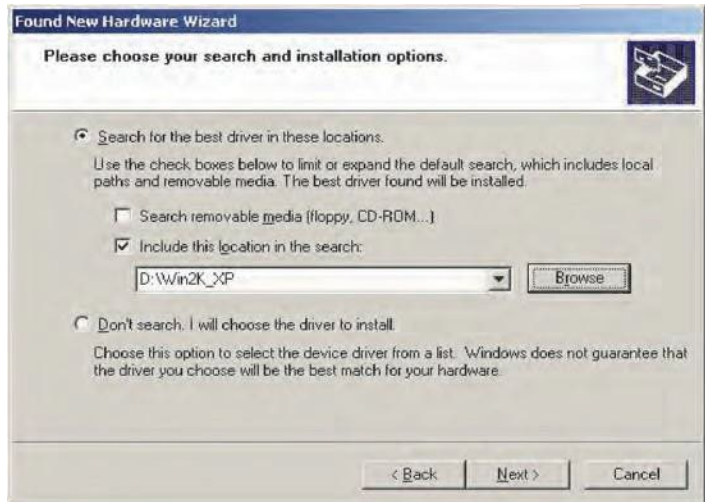 Found New Hardware Wizard
Please choose your search and installation options.
Search for the best driver in these locations.
Use the check boxes below to limit or expand the default search, which includes local
paths and removable media. The best driver found will be installed.
Search removable media (floppy, CD-ROM...)
Include this location in the search:
D:\Win2K_XP
Browse
Don't search. I will choose the driver to install.
Choose this option to select the device driver from a list. Windows does not guarantee that
the driver you choose will be the best match for your hardware.
< Back Next > Cancel